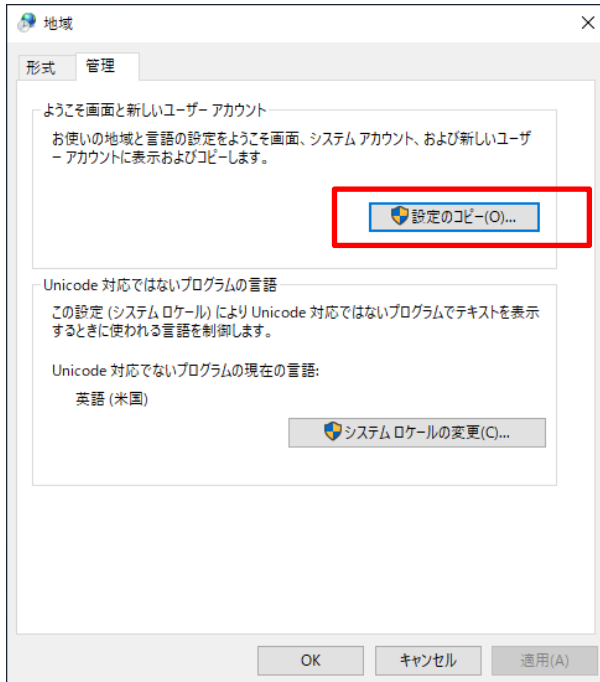 地域
形式
管理
ようこそ画面と新しいユーザー アカウント
お使いの地域と言語の設定をようこそ画面、システム アカウント、および新しいユーザ
ー アカウントに表示およびコピーします。
設定のコピー(O)...
Unicode 対応ではないプログラムの言語
この設定 (システム ロケール) により Unicode 対応ではないプログラムでテキストを表示
するときに使われる言語を制御します。
Unicode 対応でないプログラムの現在の言語:
英語 (米国)
システム ロケールの変更(C)...
OK
キャンセル
適用(A)